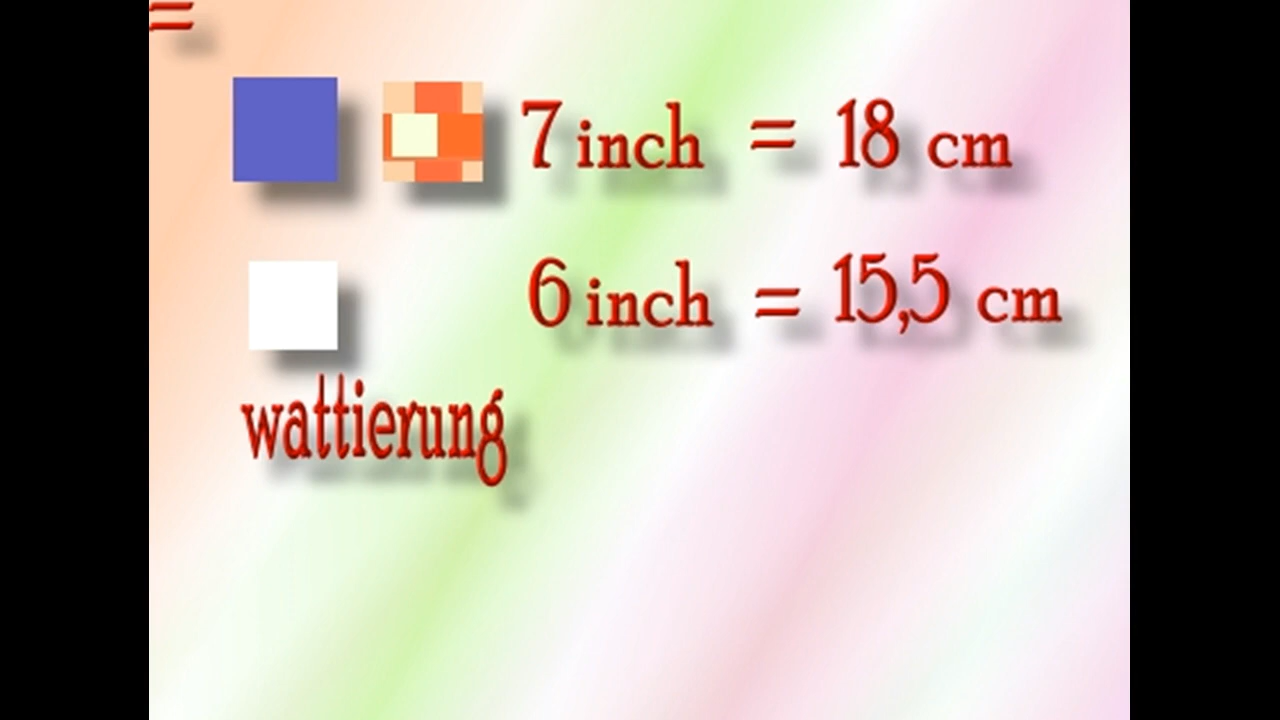 =
7 inch = 18 cm
6 inch = 15,5 cm
wattierung